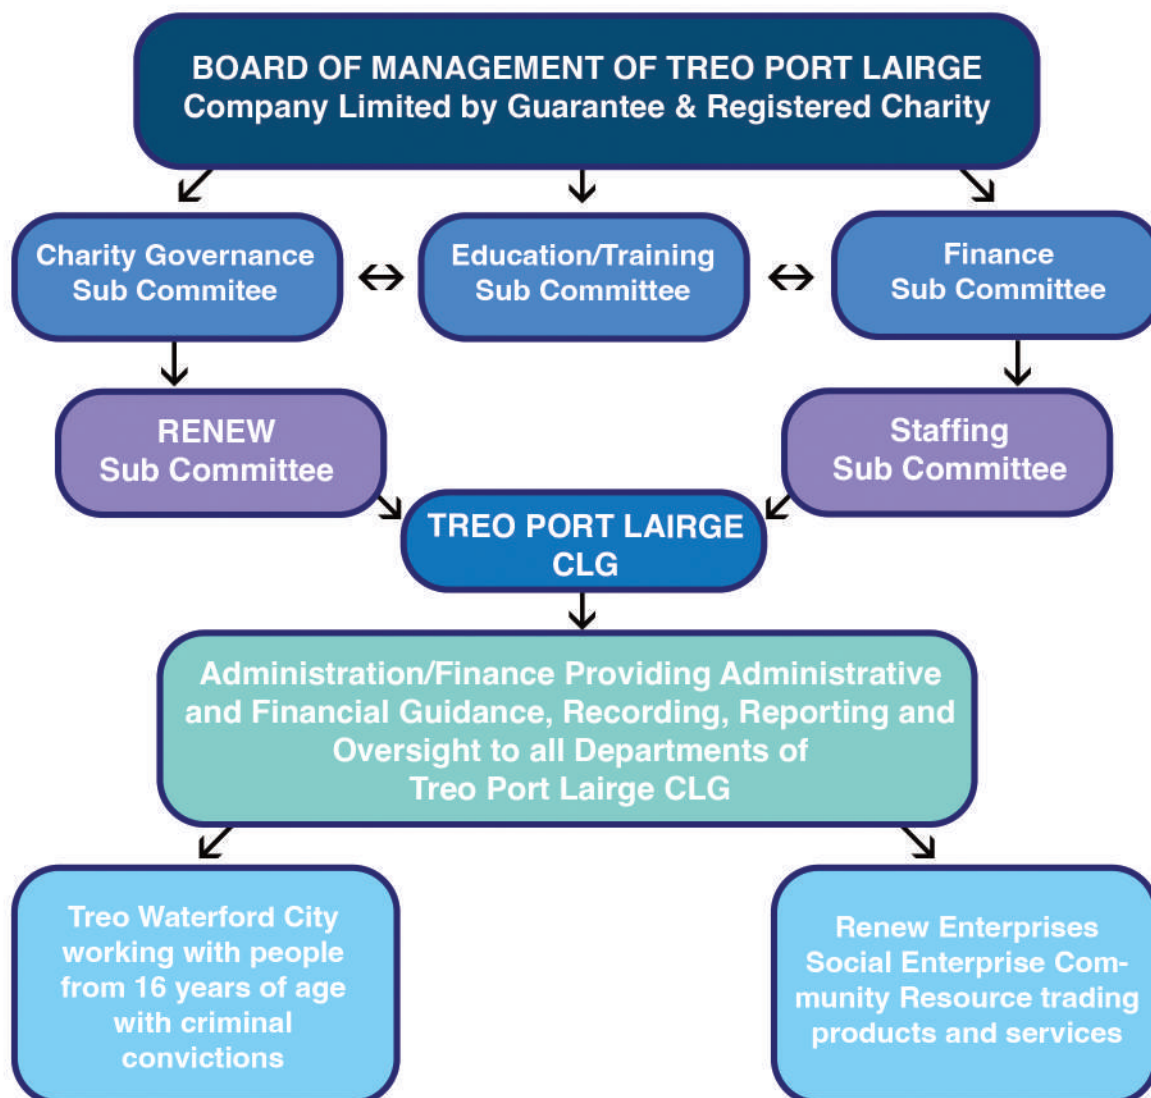 BOARD OF MANAGEMENT OF TREO PORT LAIRGE
Company Limited by Guarantee & Registered Charity
Charity Governance
Sub Commitee
Education/Training
Sub Committee
Finance
Sub Committee
RENEW
Sub Committee
Staffing
Sub Committee
TREO PORT LAIRGE
CLG
Administration/Finance Providing Administrative
and Financial Guidance, Recording, Reporting and
Oversight to all Departments of
Treo Port Lairge CLG
Treo Waterford City
working with people
from 16 years of age
with criminal
convictions
Renew Enterprises
Social Enterprise Com-
munity Resource trading
products and services